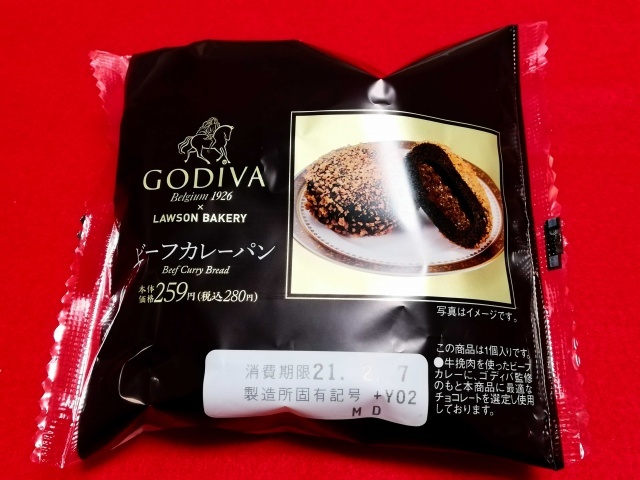 GODIVA
Belgium 1926
×
LAWSON BAKERY
ビーフカレーパン
Beef Curry Bread
本体
価格 259円(税込280円)
写真はイメージです。
この商品は1個入りです。
●牛挽肉を使ったビーフ
カレーに、ゴディバ監修
のもと本商品に最適な
チョコレートを選定し使用
しております。
消費期限21. 2. 7
製造所固有記号 +Y02
M D